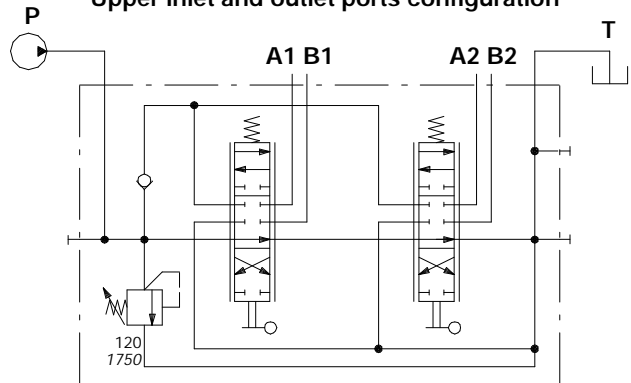 Upper inlet and outlet ports configuration
P
T
A1 B1
A2 B2
120
1750